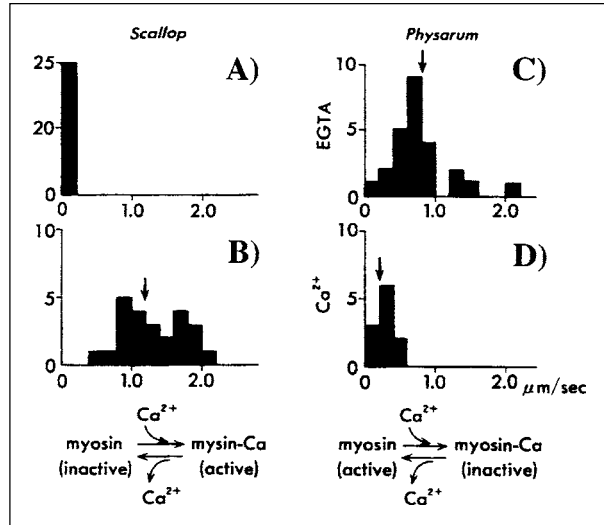 Scallop
Physarum
A)
25
20
0
0 1.0 2.0
C)
EGTA
10
5
0
0 1.0 2.0
B)
10
5
0
0 1.0 2.0
D)
Ca²⁺
10
5
0
0 1.0 2.0 μm/sec
Ca²⁺
myosin mysin-Ca
(inactive) (active)
Ca²⁺
Ca²⁺
myosin myosin-Ca
(active) (inactive)
Ca²⁺